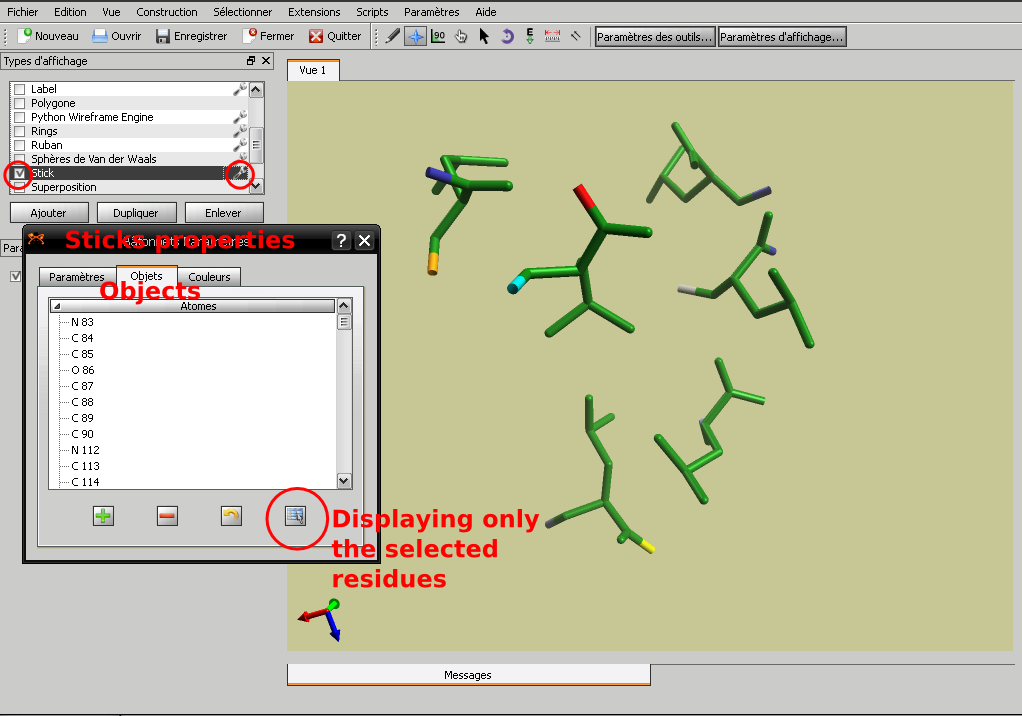 Fichier Edition Vue Construction Sélectionner Extensions Scripts Paramètres Aide
Nouveau Ouvrir Enregistrer Fermer Quitter 90 E Paramètres des outils... Paramètres d'affichage...
Types d'affichage
Vue 1
Label
Polygone
Python Wireframe Engine
Rings
Ruban
Sphères de Van der Waals
Stick
Superposition
Ajouter Dupliquer Enlever
Sticks properties
Par
Paramètres Objets Couleurs
Objects
Atomes
N 83
C 84
C 85
O 86
C 87
C 88
C 89
C 90
N 112
C 113
C 114
Displaying only
the selected
residues
Messages